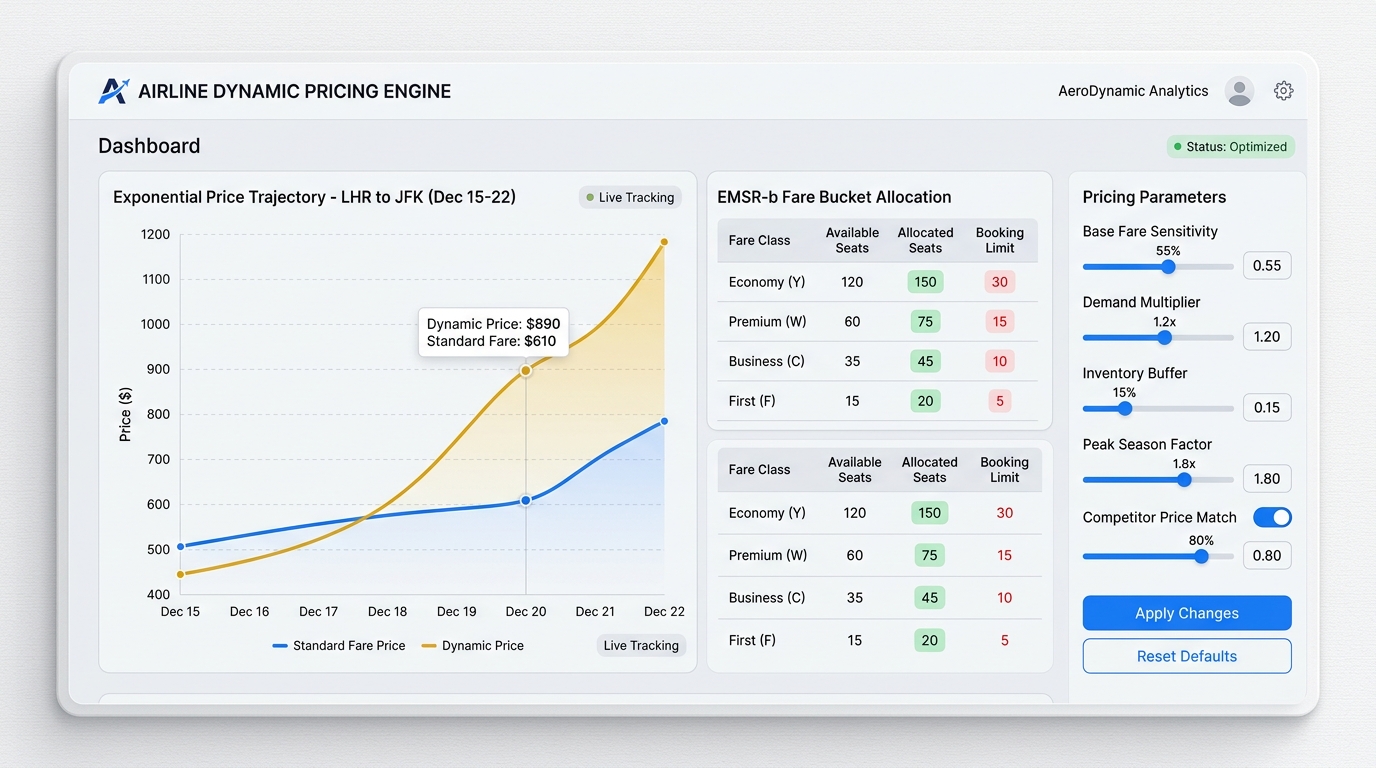 AIRLINE DYNAMIC PRICING ENGINE
AeroDynamic Analytics
Dashboard
Status: Optimized
Exponential Price Trajectory - LHR to JFK (Dec 15-22)
Live Tracking
Price ($)
1200
1100
1000
900
800
700
600
500
400
Dynamic Price: $890
Standard Fare: $610
Dec 15 Dec 16 Dec 17 Dec 18 Dec 19 Dec 20 Dec 21 Dec 22
Standard Fare Price Dynamic Price
Live Tracking
EMSR-b Fare Bucket Allocation
Fare Class Available Seats Allocated Seats Booking Limit
Economy (Y) 120 150 30
Premium (W) 60 75 15
Business (C) 35 45 10
First (F) 15 20 5
Fare Class Available Seats Allocated Seats Booking Limit
Economy (Y) 120 150 30
Premium (W) 60 75 15
Business (C) 35 45 10
First (F) 15 20 5
Pricing Parameters
Base Fare Sensitivity
55%
0.55
Demand Multiplier
1.2x
1.20
Inventory Buffer
15%
0.15
Peak Season Factor
1.8x
1.80
Competitor Price Match
80%
0.80
Apply Changes
Reset Defaults